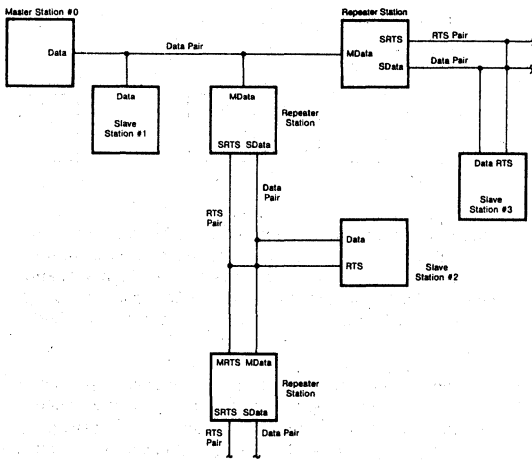 Master Station #0
Data
Data Pair
Repeater Station
SRTS
RTS Pair
MData
SData
Data Pair
Data
Slave
Station #1
MData
SRTS SData
Repeater
Station
Data RTS
Slave
Station #3
RTS
Pair
Data
Pair
Data
RTS
Slave
Station #2
MRTS MData
SRTS SData
Repeater
Station
RTS
Pair
Data Pair